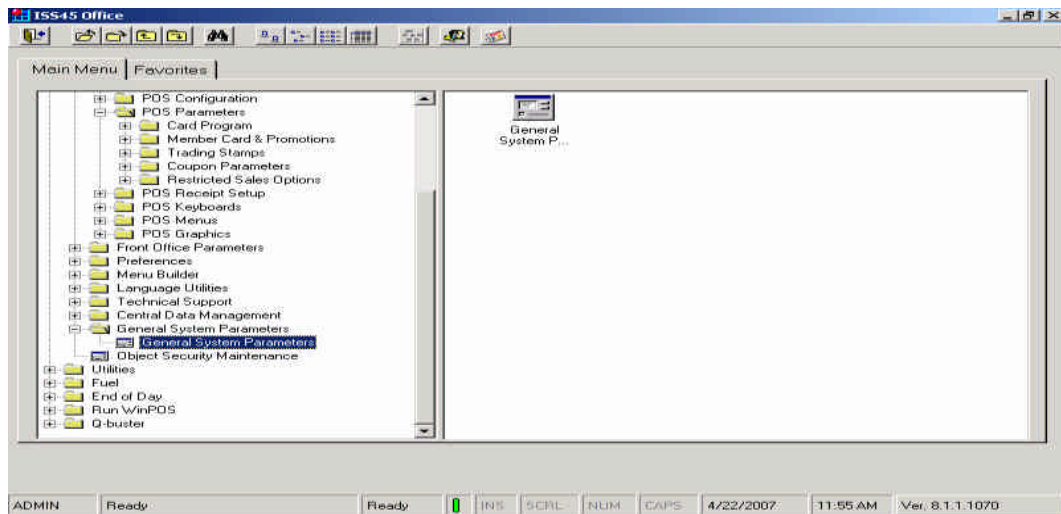 ISS45 Office
Main Menu
Favorites
POS Configuration
POS Parameters
Card Program
Member Card & Promotions
Trading Stamps
Coupon Parameters
Restricted Sales Options
POS Receipt Setup
POS Keyboards
POS Menus
POS Graphics
Front Office Parameters
Preferences
Menu Builder
Language Utilities
Technical Support
Central Data Management
General System Parameters
General System Parameters
Object Security Maintenance
Utilities
Fuel
End of Day
Run WinPOS
Q-buster
General
System P...
ADMIN Ready Ready INS SCRL NUM CAPS 4/22/2007 11:55 AM Ver. 8.1.1.1070